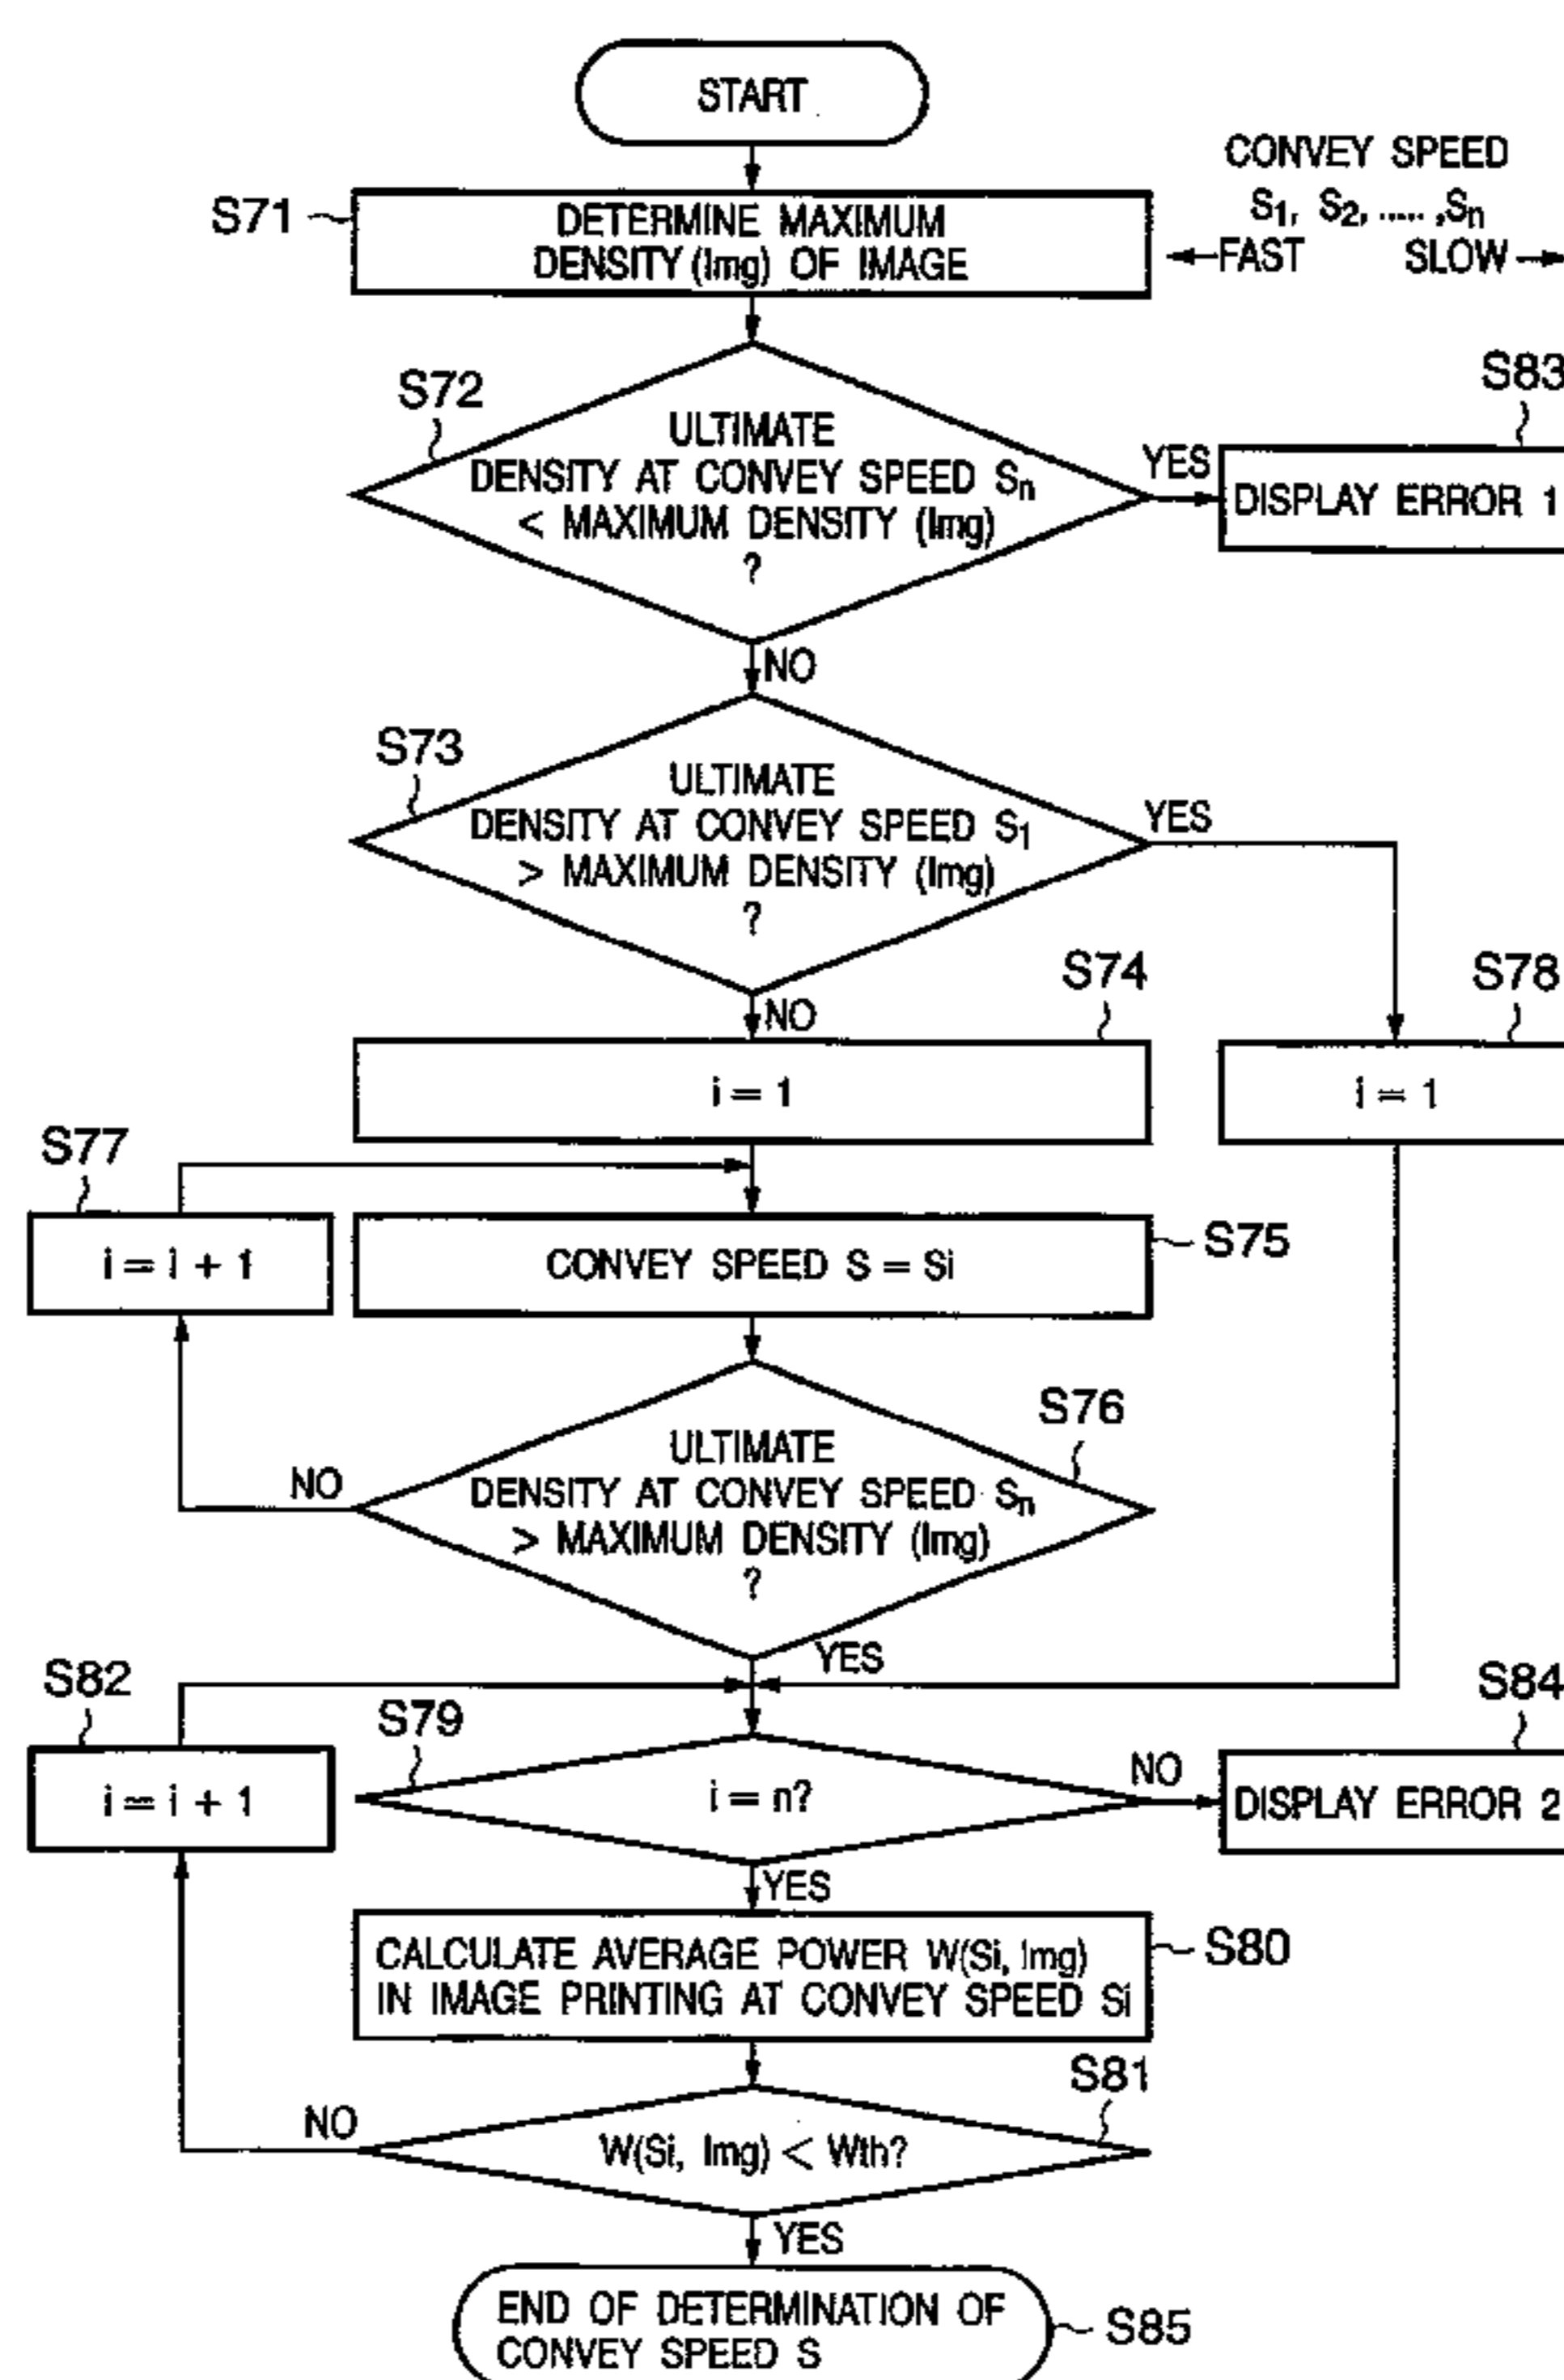 START
CONVEY SPEED
S1, S2, ..... ,Sn
←FAST SLOW→
S71
DETERMINE MAXIMUM
DENSITY (Img) OF IMAGE
S72
ULTIMATE
DENSITY AT CONVEY SPEED Sn
< MAXIMUM DENSITY (Img)
?
YES
S83
DISPLAY ERROR 1
NO
S73
ULTIMATE
DENSITY AT CONVEY SPEED S1
> MAXIMUM DENSITY (Img)
?
YES
NO
S74
i = 1
S78
i = 1
S77
i = i + 1
CONVEY SPEED S = Si
S75
S76
ULTIMATE
DENSITY AT CONVEY SPEED Sn
> MAXIMUM DENSITY (Img)
?
NO
YES
S82
i = i + 1
S79
i = n?
NO
S84
DISPLAY ERROR 2
YES
CALCULATE AVERAGE POWER W(Si, Img)
IN IMAGE PRINTING AT CONVEY SPEED Si
S80
S81
W(Si, Img) < Wth?
NO
YES
END OF DETERMINATION OF
CONVEY SPEED S
S85